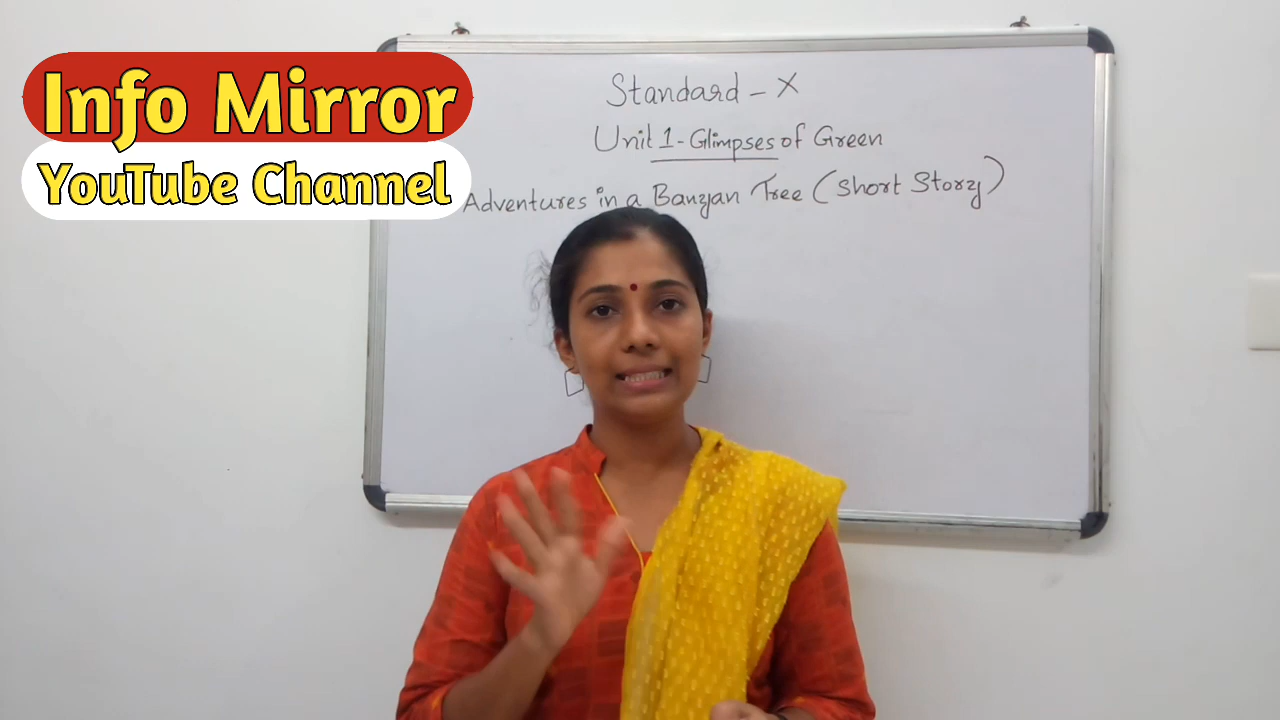 Info Mirror
YouTube Channel
Standard - X
Unit 1 - Glimpses of Green
Adventures in a Banyan Tree (Short Story)